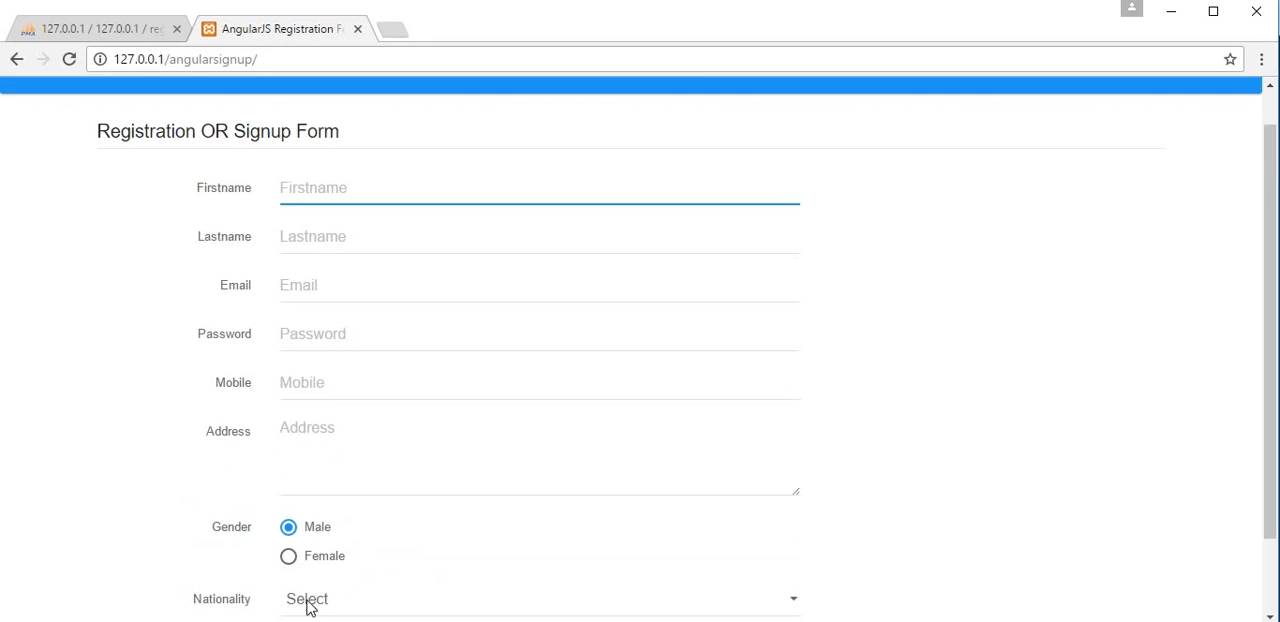 127.0.0.1 / 127.0.0.1 / reg
AngularJS Registration F
127.0.0.1/angularsignup/
Registration OR Signup Form
Firstname Firstname
Lastname Lastname
Email Email
Password Password
Mobile Mobile
Address Address
Gender Male
Female
Nationality Select